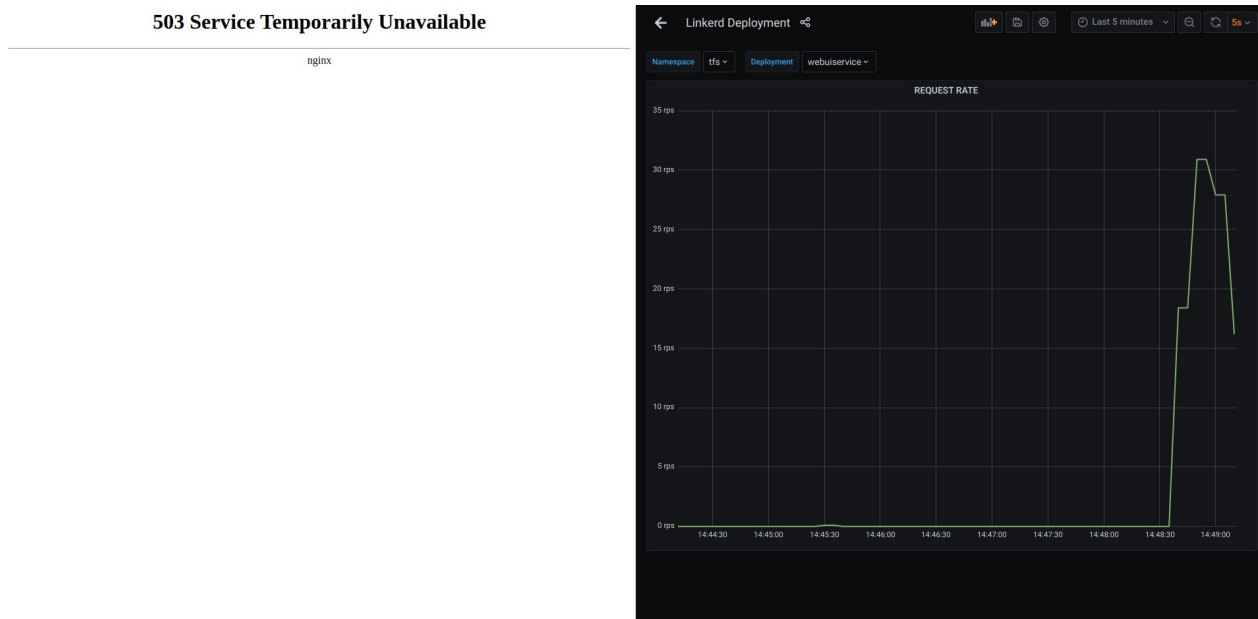 503 Service Temporarily Unavailable
nginx
Linkerd Deployment
Last 5 minutes
5s
Namespace
tfs
Deployment
webuiservice
REQUEST RATE
35 rps
30 rps
25 rps
20 rps
15 rps
10 rps
5 rps
0 rps
14:44:30 14:45:00 14:45:30 14:46:00 14:46:30 14:47:00 14:47:30 14:48:00 14:48:30 14:49:00